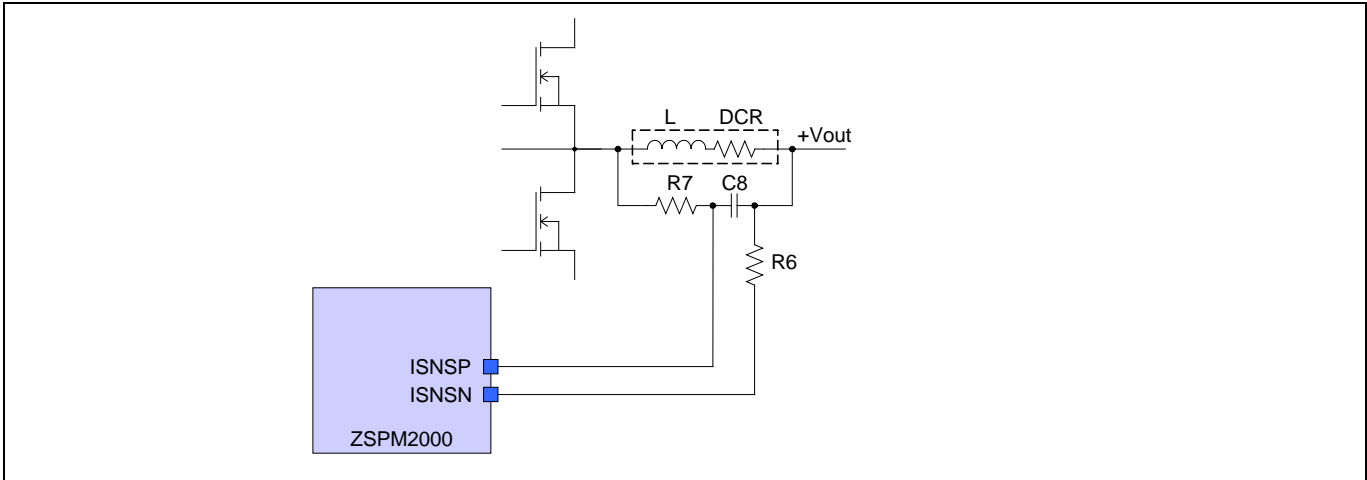 L
DCR
+Vout
R7
C8
R6
ISNSP
ISNSN
ZSPM2000